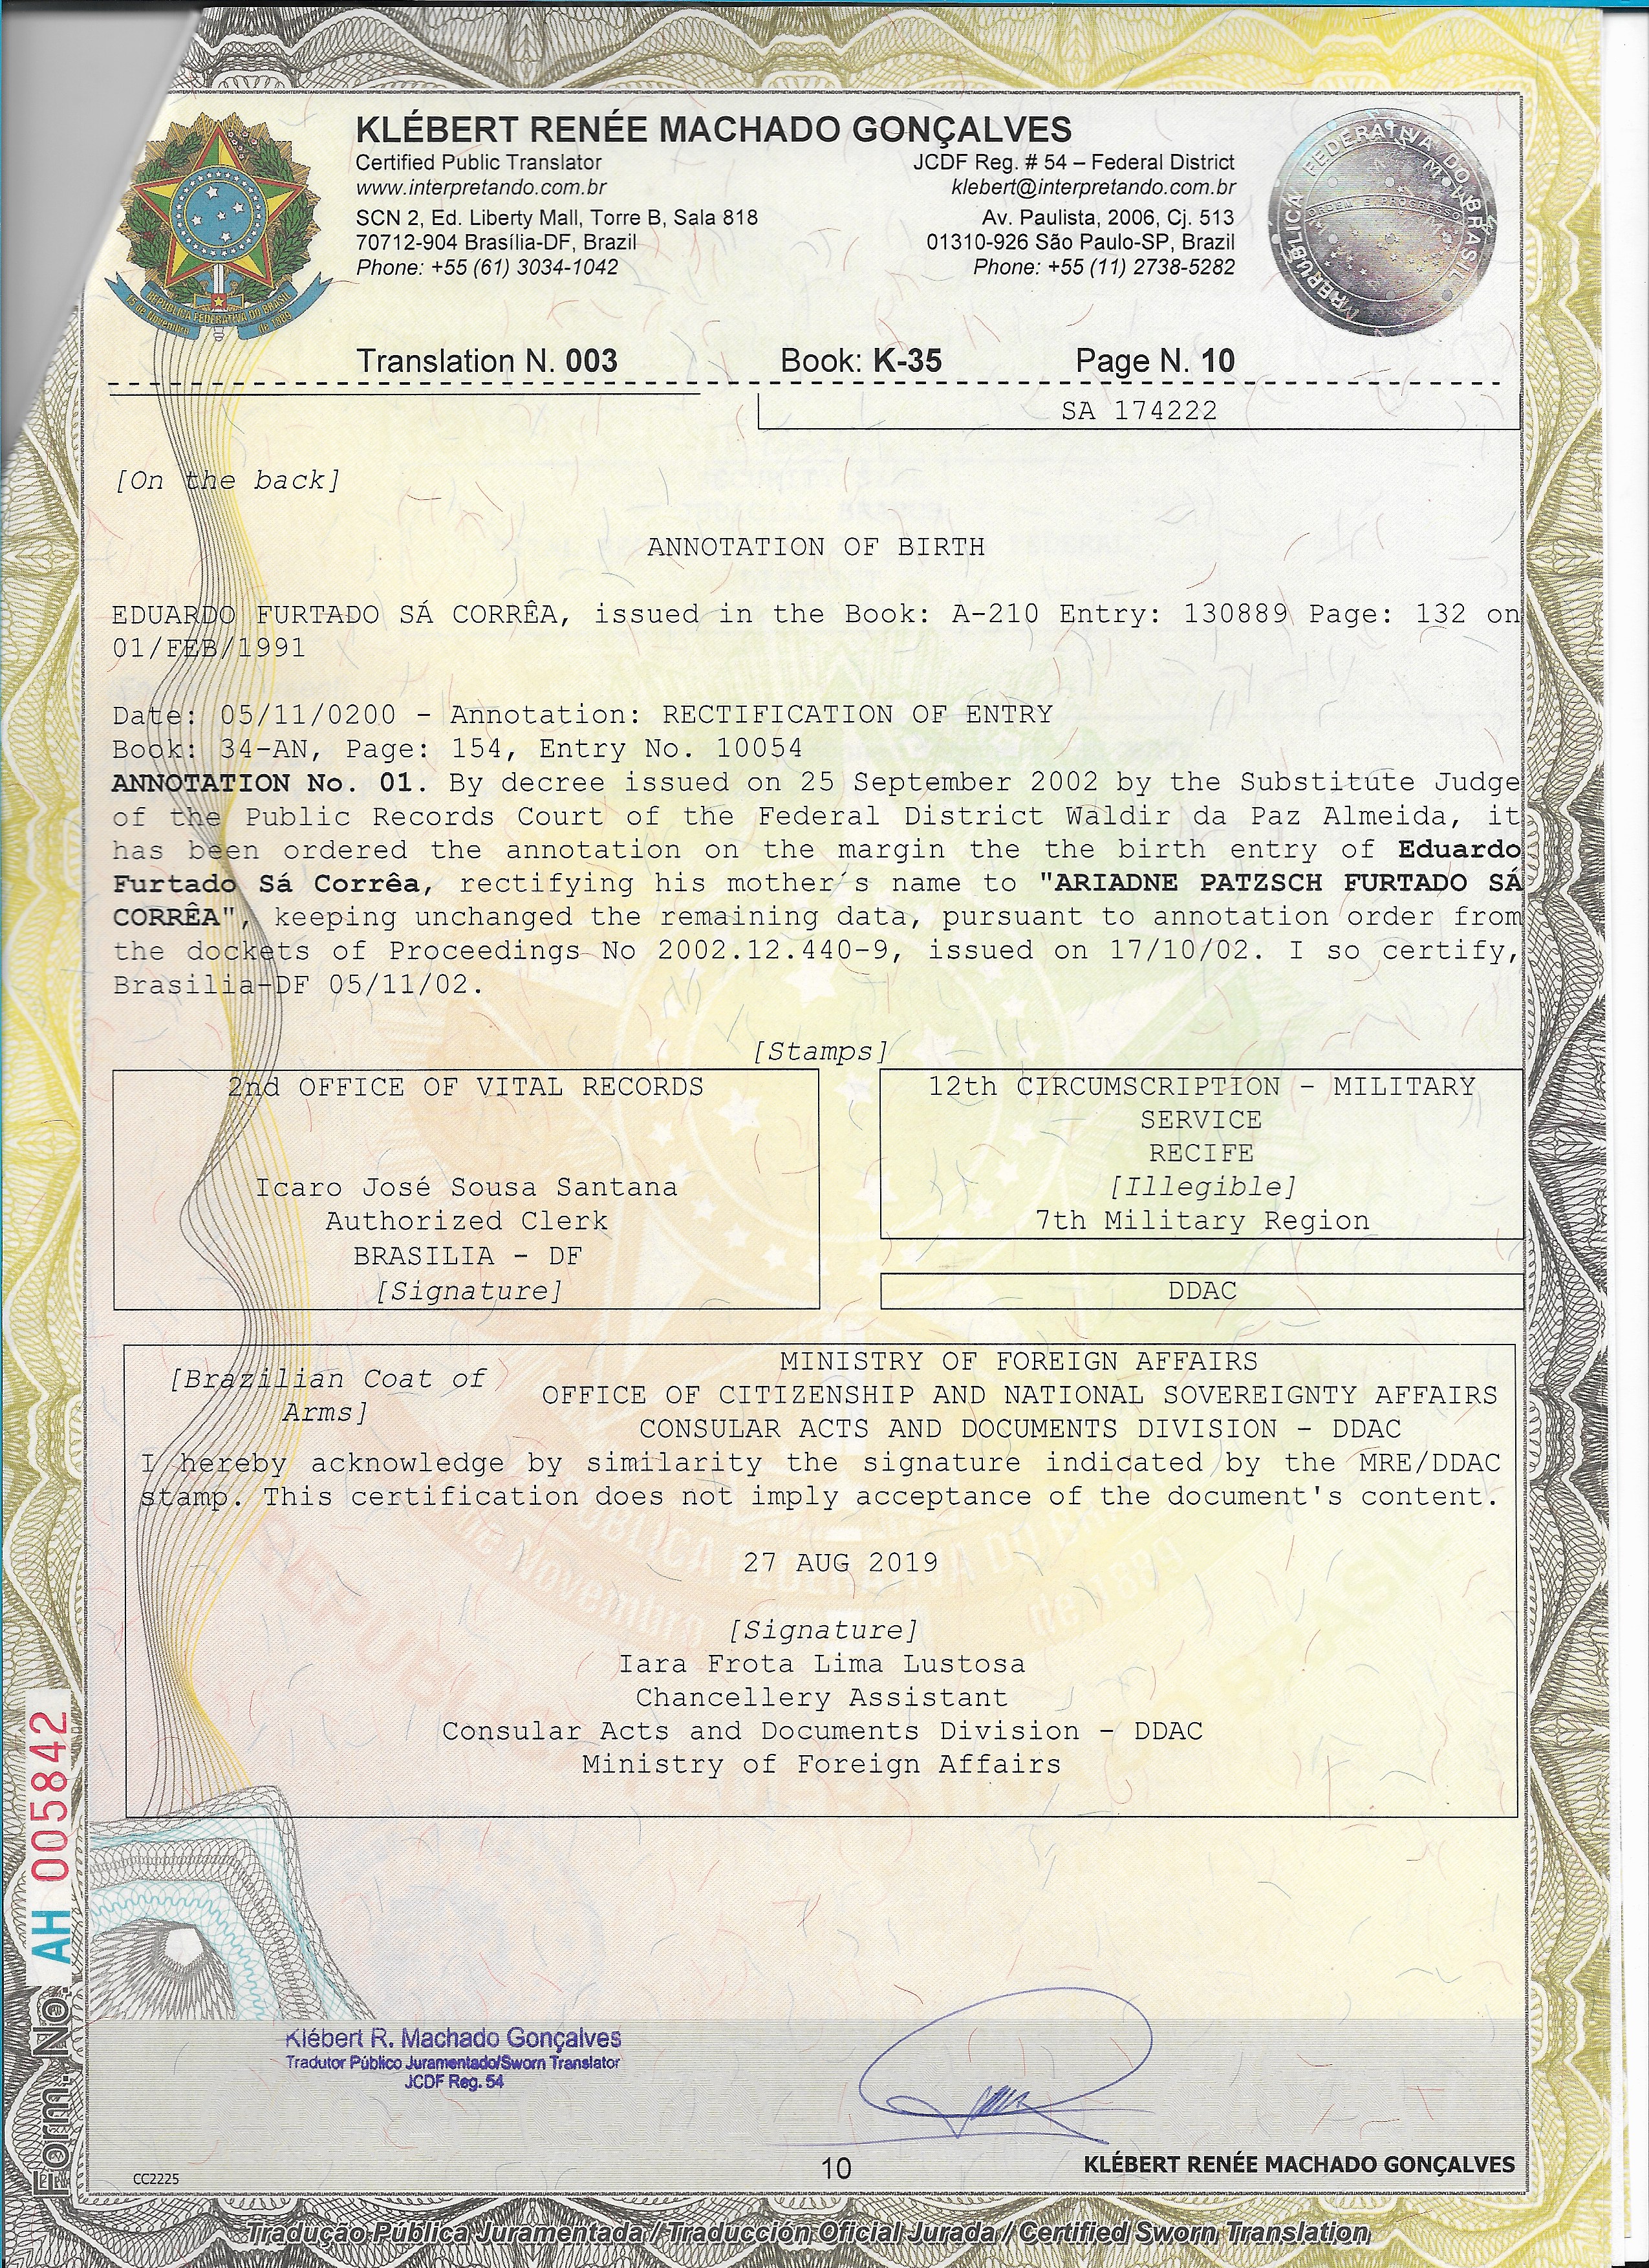 KLÉBERT RENÉE MACHADO GONÇALVES
Certified Public Translator
JCDF Reg. # 54 – Federal District
www.interpretando.com.br
klebert@interpretando.com.br
SCN 2, Ed. Liberty Mall, Torre B, Sala 818
Av. Paulista, 2006, Cj. 513
70712-904 Brasília-DF, Brazil
01310-926 São Paulo-SP, Brazil
Phone: +55 (61) 3034-1042
Phone: +55 (11) 2738-5282
REPÚBLICA FEDERATIVA DO BRASIL
15 de Novembro de 1889
REPÚBLICA FEDERATIVA DO BRASIL
ORDEM E PROGRESSO
Translation N. 003 Book: K-35 Page N. 10
SA 174222
[On the back]
ANNOTATION OF BIRTH
EDUARDO FURTADO SÁ CORRÊA, issued in the Book: A-210 Entry: 130889 Page: 132 on
01/FEB/1991
Date: 05/11/0200 - Annotation: RECTIFICATION OF ENTRY
Book: 34-AN, Page: 154, Entry No. 10054
ANNOTATION No. 01. By decree issued on 25 September 2002 by the Substitute Judge
of the Public Records Court of the Federal District Waldir da Paz Almeida, it
has been ordered the annotation on the margin the the birth entry of Eduardo
Furtado Sá Corrêa, rectifying his mother´s name to "ARIADNE PATZSCH FURTADO SÁ
CORRÊA", keeping unchanged the remaining data, pursuant to annotation order from
the dockets of Proceedings No 2002.12.440-9, issued on 17/10/02. I so certify,
Brasilia-DF 05/11/02.
[Stamps]
2nd OFFICE OF VITAL RECORDS
Icaro José Sousa Santana
Authorized Clerk
BRASILIA - DF
[Signature]
12th CIRCUMSCRIPTION - MILITARY
SERVICE
RECIFE
[Illegible]
7th Military Region
DDAC
[Brazilian Coat of
Arms]
MINISTRY OF FOREIGN AFFAIRS
OFFICE OF CITIZENSHIP AND NATIONAL SOVEREIGNTY AFFAIRS
CONSULAR ACTS AND DOCUMENTS DIVISION - DDAC
I hereby acknowledge by similarity the signature indicated by the MRE/DDAC
stamp. This certification does not imply acceptance of the document's content.
27 AUG 2019
[Signature]
Iara Frota Lima Lustosa
Chancellery Assistant
Consular Acts and Documents Division - DDAC
Ministry of Foreign Affairs
Form. No. AH 005842
Klébert R. Machado Gonçalves
Tradutor Público Juramentado/Sworn Translator
JCDF Reg. 54
CC2225
10
KLÉBERT RENÉE MACHADO GONÇALVES
Tradução Pública Juramentada / Traducción Oficial Jurada / Certified Sworn Translation